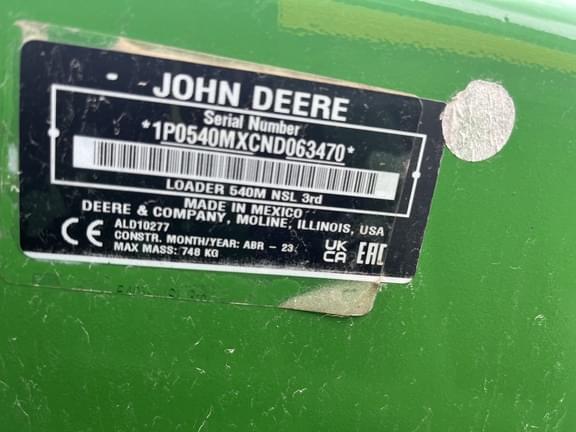 JOHN DEERE
Serial Number
*1P0540MXCND063470*
LOADER 540M NSL 3rd
MADE IN MEXICO
DEERE & COMPANY, MOLINE, ILLINOIS, USA
ALD10277
CONSTR. MONTH/YEAR: ABR - 23
MAX MASS: 748 KG
CE
UK
CA
EAC